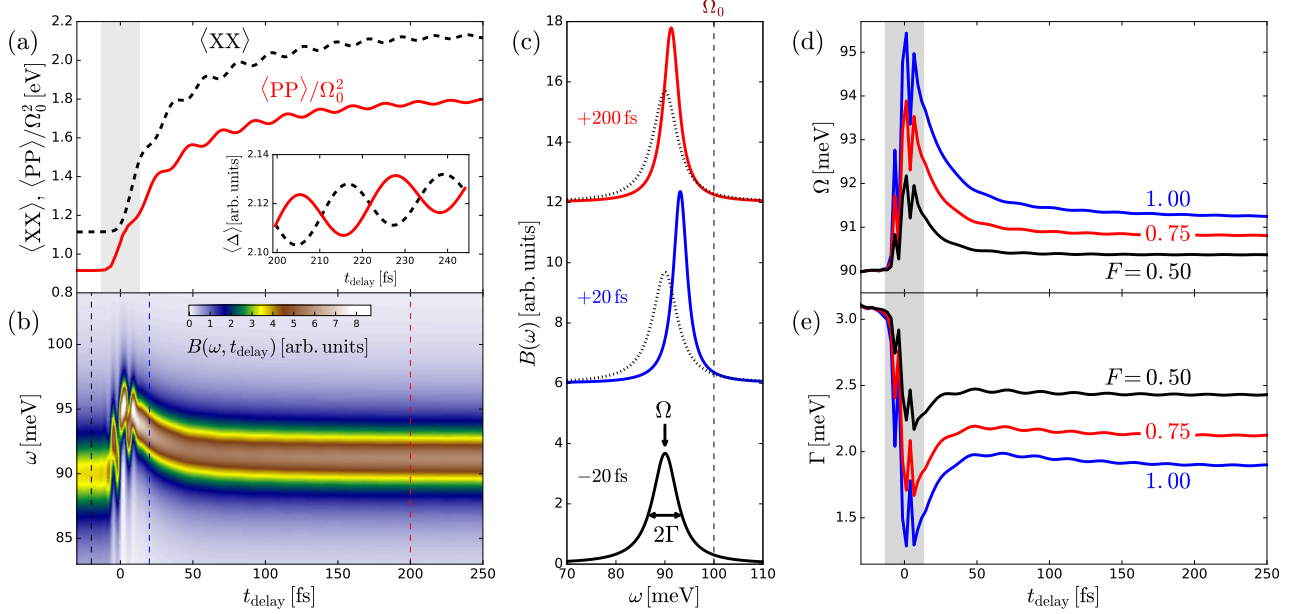 (a)
⟨XX⟩, ⟨PP⟩/Ω₀² [eV]
2.2
2.0
1.8
1.6
1.4
1.2
1.0
0.8
⟨XX⟩
⟨PP⟩/Ω₀²
⟨Δ⟩ [arb. units]
2.14
2.12
2.10
200 210 220 230 240
t_delay [fs]
(b)
0 1 2 3 4 5 6 7 8
B(ω, t_delay) [arb. units]
ω [meV]
100
95
90
85
0 50 100 150 200 250
t_delay [fs]
(c)
Ω₀
B(ω) [arb. units]
18
16
14
12
10
8
6
4
2
0
+200 fs
+20 fs
Ω
−20 fs
2Γ
70 80 90 100 110
ω [meV]
(d)
Ω [meV]
95
94
93
92
91
90
1.00
0.75
F = 0.50
(e)
Γ [meV]
3.0
2.5
2.0
1.5
F = 0.50
0.75
1.00
0 50 100 150 200 250
t_delay [fs]